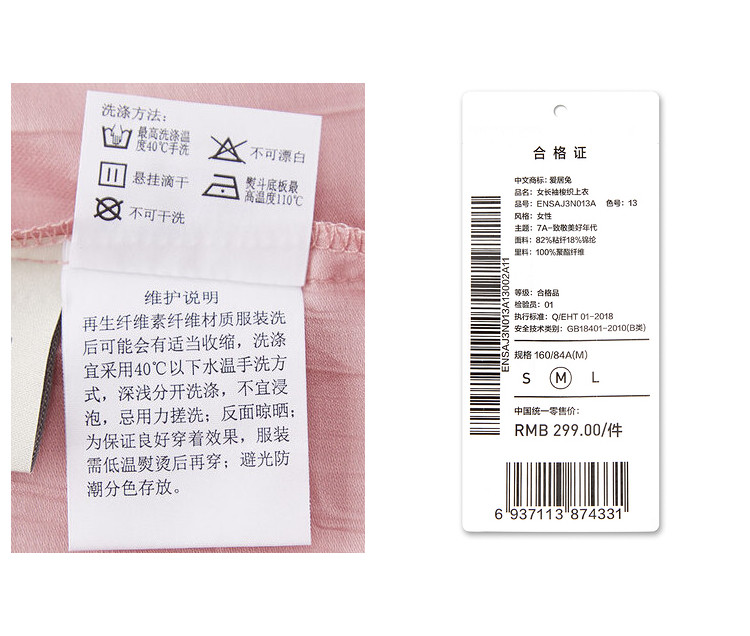 洗涤方法：
最高洗涤温
度40℃手洗
不可漂白
悬挂滴干
熨斗底板最
高温度110℃
不可干洗
维护说明
再生纤维素纤维材质服装洗
后可能会有适当收缩，洗涤
宜采用40℃以下水温手洗方
式，深浅分开洗涤，不宜浸
泡，忌用力搓洗；反面晾晒；
为保证良好穿着效果，服装
需低温熨烫后再穿；避光防
潮分色存放。
合格证
中文商标：爱居兔
品名：女长袖梭织上衣
品号：ENSAJ3N013A 色号：13
风格：女性
主题：7A-致敬美好年代
面料：82%粘纤18%锦纶
里料：100%聚酯纤维
等级：合格品
检验员：01
执行标准：Q/EHT 01-2018
安全技术类别：GB18401-2010(B类)
ENSAJ3N013A13002A11
规格 160/84A(M)
S M L
中国统一零售价：
RMB 299.00/件
6 937113 874331